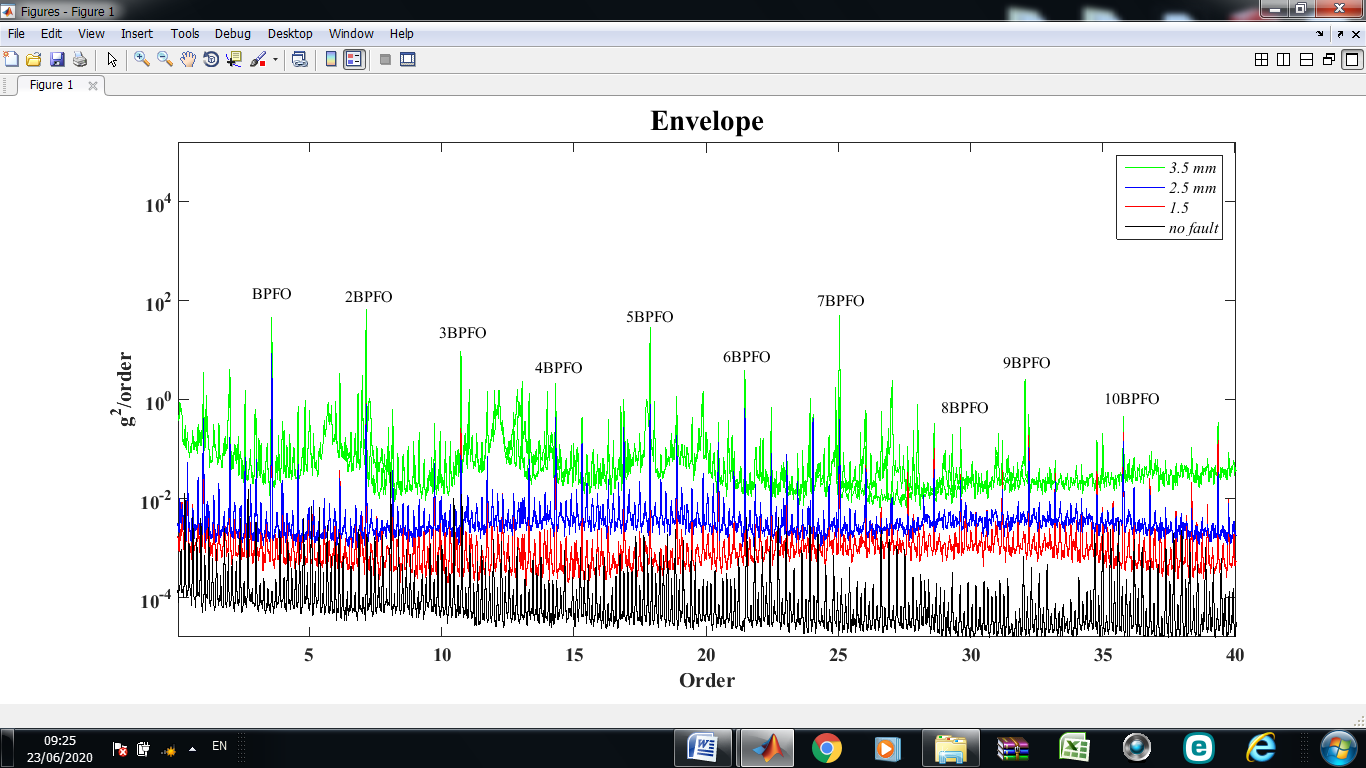 Figures - Figure 1
File Edit View Insert Tools Debug Desktop Window Help
Figure 1
Envelope
3.5 mm
2.5 mm
1.5
no fault
10^4
10^2
10^0
10^-2
10^-4
g^2/order
BPFO
2BPFO
3BPFO
4BPFO
5BPFO
6BPFO
7BPFO
8BPFO
9BPFO
10BPFO
5 10 15 20 25 30 35 40
Order
09:25
23/06/2020
EN